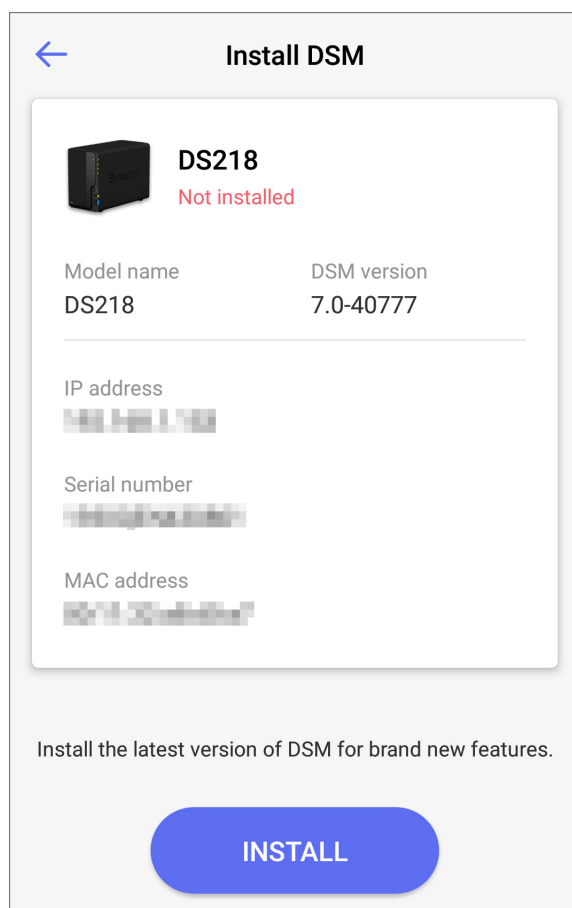 Install DSM
DS218
Not installed
Model name
DSM version
DS218
7.0-40777
IP address
Serial number
MAC address
Install the latest version of DSM for brand new features.
INSTALL